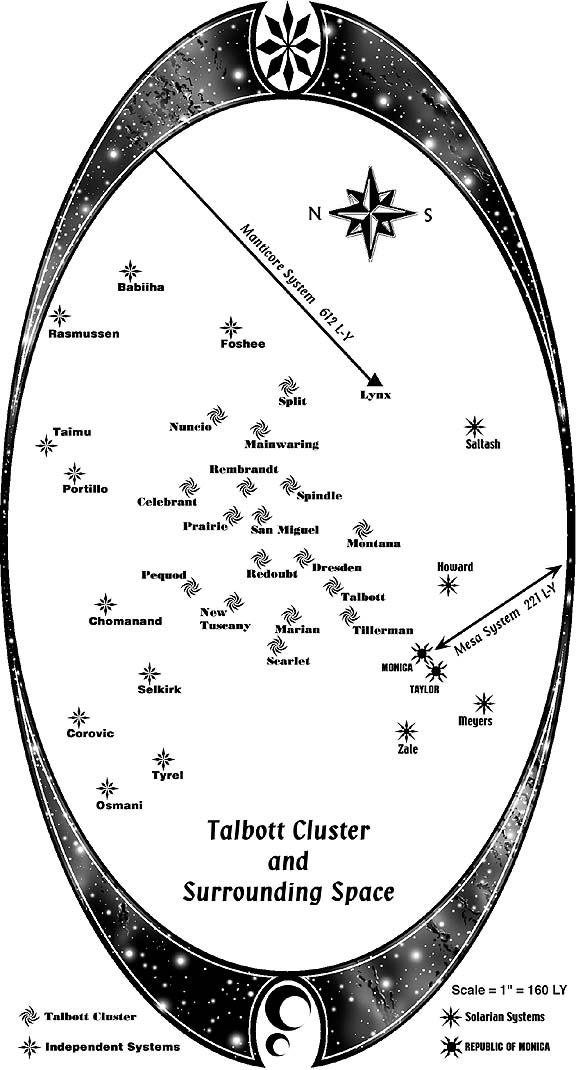 N
S
Manticore System 612 L-Y
Babiiha
Rasmussen
Foshee
Lynx
Split
Nuncio
Mainwaring
Saltash
Taimu
Portillo
Rembrandt
Celebrant
Spindle
Prairie
San Miguel
Montana
Redoubt
Dresden
Howard
Pequod
Talbott
New
Tuscany
Chomanand
Marian
Tillerman
Mesa System 221 L-Y
Scarlet
MONICA
TAYLOR
Selkirk
Meyers
Corovic
Zale
Tyrel
Osmani
Talbott Cluster
and
Surrounding Space
Scale = 1" = 160 LY
Talbott Cluster
Solarian Systems
Independent Systems
REPUBLIC OF MONICA